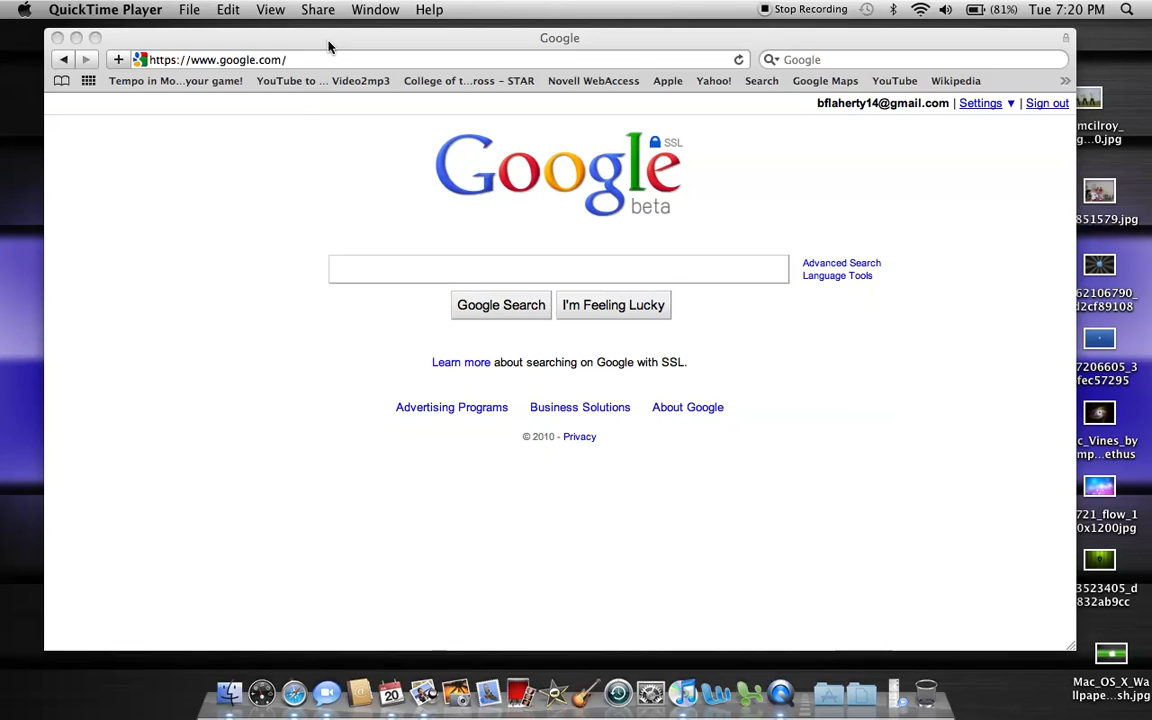 QuickTime Player File Edit View Share Window Help Stop Recording (81%) Tue 7:20 PM
Google
https://www.google.com/ Google
Tempo in Mo...your game! YouTube to ... Video2mp3 College of t...ross – STAR Novell WebAccess Apple Yahoo! Search Google Maps YouTube Wikipedia »
bflaherty14@gmail.com | Settings ▼ | Sign out
Google SSL
beta
Advanced Search
Language Tools
Google Search I'm Feeling Lucky
Learn more about searching on Google with SSL.
Advertising Programs Business Solutions About Google
© 2010 - Privacy
mcilroy_
g...0.jpg
851579.jpg
62106790_
d2cf89108
7206605_3
fec57295
c_Vines_by
mp...ethus
721_flow_1
0x1200jpg
3523405_d
832ab9cc
Mac_OS_X_Wa
llpape...sh.jpg
20